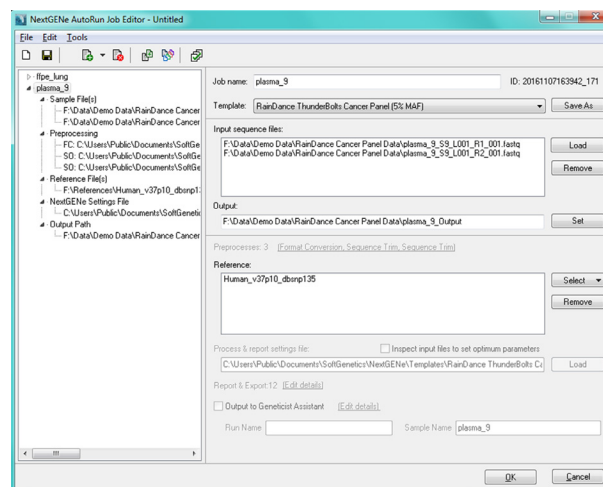 NextGENe AutoRun Job Editor - Untitled
File Edit Tools
ffpe_lung
plasma_9
Sample File(s)
F:\Data\Demo Data\RainDance Cancer
F:\Data\Demo Data\RainDance Cancer
Preprocessing
FC: C:\Users\Public\Documents\SoftGe
SO: C:\Users\Public\Documents\SoftGe
SO: C:\Users\Public\Documents\SoftGe
Reference File(s)
F:\References\Human_v37p10_dbsnp1:
NextGENe Settings File
C:\Users\Public\Documents\SoftGenetic
Output Path
F:\Data\Demo Data\RainDance Cancer
Job name: plasma_9 ID: 20161107163942_171
Template: RainDance ThunderBolts Cancer Panel (5% MAF) Save As
Input sequence files:
F:\Data\Demo Data\RainDance Cancer Panel Data\plasma_9_S9_L001_R1_001.fastq
F:\Data\Demo Data\RainDance Cancer Panel Data\plasma_9_S9_L001_R2_001.fastq
Load
Remove
Output:
F:\Data\Demo Data\RainDance Cancer Panel Data\plasma_9_Output Set
Preprocesses: 3 (Format Conversion, Sequence Trim, Sequence Trim)
Reference:
Human_v37p10_dbsnp135
Select
Remove
Process & report settings file: Inspect input files to set optimum parameters
C:\Users\Public\Documents\SoftGenetics\NextGENe\Templates\RainDance ThunderBolts Ca Load
Report & Export:12 (Edit details)
Output to Geneticist Assistant (Edit details)
Run Name Sample Name plasma_9
OK Cancel